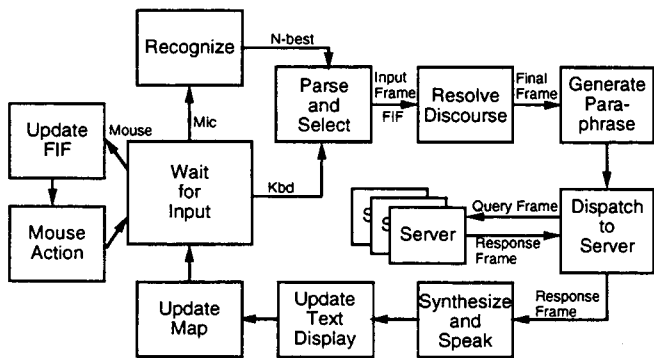 Recognize
N-best
Mic
Parse
and
Select
Input
Frame
FIF
Resolve
Discourse
Final
Frame
Generate
Para-
phrase
Update
FIF
Mouse
Wait
for
Input
Kbd
Mouse
Action
S
S
Server
Query Frame
Response
Frame
Dispatch
to
Server
Response
Frame
Update
Map
Update
Text
Display
Synthesize
and
Speak